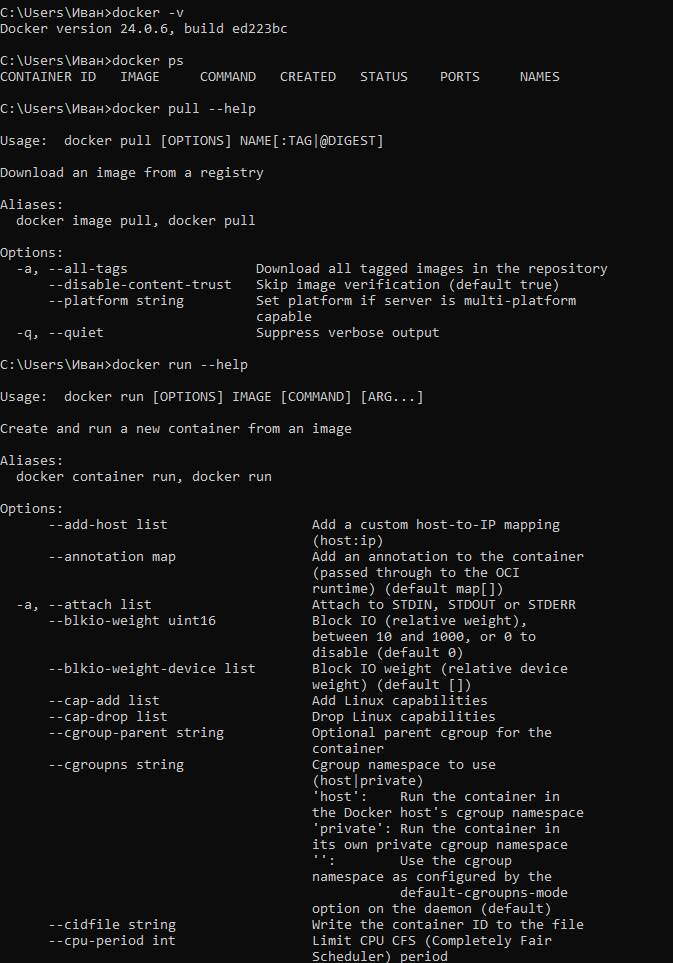 C:\Users\Иван>docker -v
Docker version 24.0.6, build ed223bc
C:\Users\Иван>docker ps
CONTAINER ID   IMAGE     COMMAND   CREATED   STATUS    PORTS     NAMES
C:\Users\Иван>docker pull --help
Usage:  docker pull [OPTIONS] NAME[:TAG|@DIGEST]
Download an image from a registry
Aliases:
  docker image pull, docker pull
Options:
  -a, --all-tags                Download all tagged images in the repository
      --disable-content-trust   Skip image verification (default true)
      --platform string         Set platform if server is multi-platform
                                capable
  -q, --quiet                   Suppress verbose output
C:\Users\Иван>docker run --help
Usage:  docker run [OPTIONS] IMAGE [COMMAND] [ARG...]
Create and run a new container from an image
Aliases:
  docker container run, docker run
Options:
      --add-host list                  Add a custom host-to-IP mapping
                                       (host:ip)
      --annotation map                 Add an annotation to the container
                                       (passed through to the OCI
                                       runtime) (default map[])
  -a, --attach list                    Attach to STDIN, STDOUT or STDERR
      --blkio-weight uint16            Block IO (relative weight),
                                       between 10 and 1000, or 0 to
                                       disable (default 0)
      --blkio-weight-device list       Block IO weight (relative device
                                       weight) (default [])
      --cap-add list                   Add Linux capabilities
      --cap-drop list                  Drop Linux capabilities
      --cgroup-parent string           Optional parent cgroup for the
                                       container
      --cgroupns string                Cgroup namespace to use
                                       (host|private)
                                       'host':    Run the container in
                                       the Docker host's cgroup namespace
                                       'private': Run the container in
                                       its own private cgroup namespace
                                       '':        Use the cgroup
                                       namespace as configured by the
                                                  default-cgroupns-mode
                                       option on the daemon (default)
      --cidfile string                 Write the container ID to the file
      --cpu-period int                 Limit CPU CFS (Completely Fair
                                       Scheduler) period